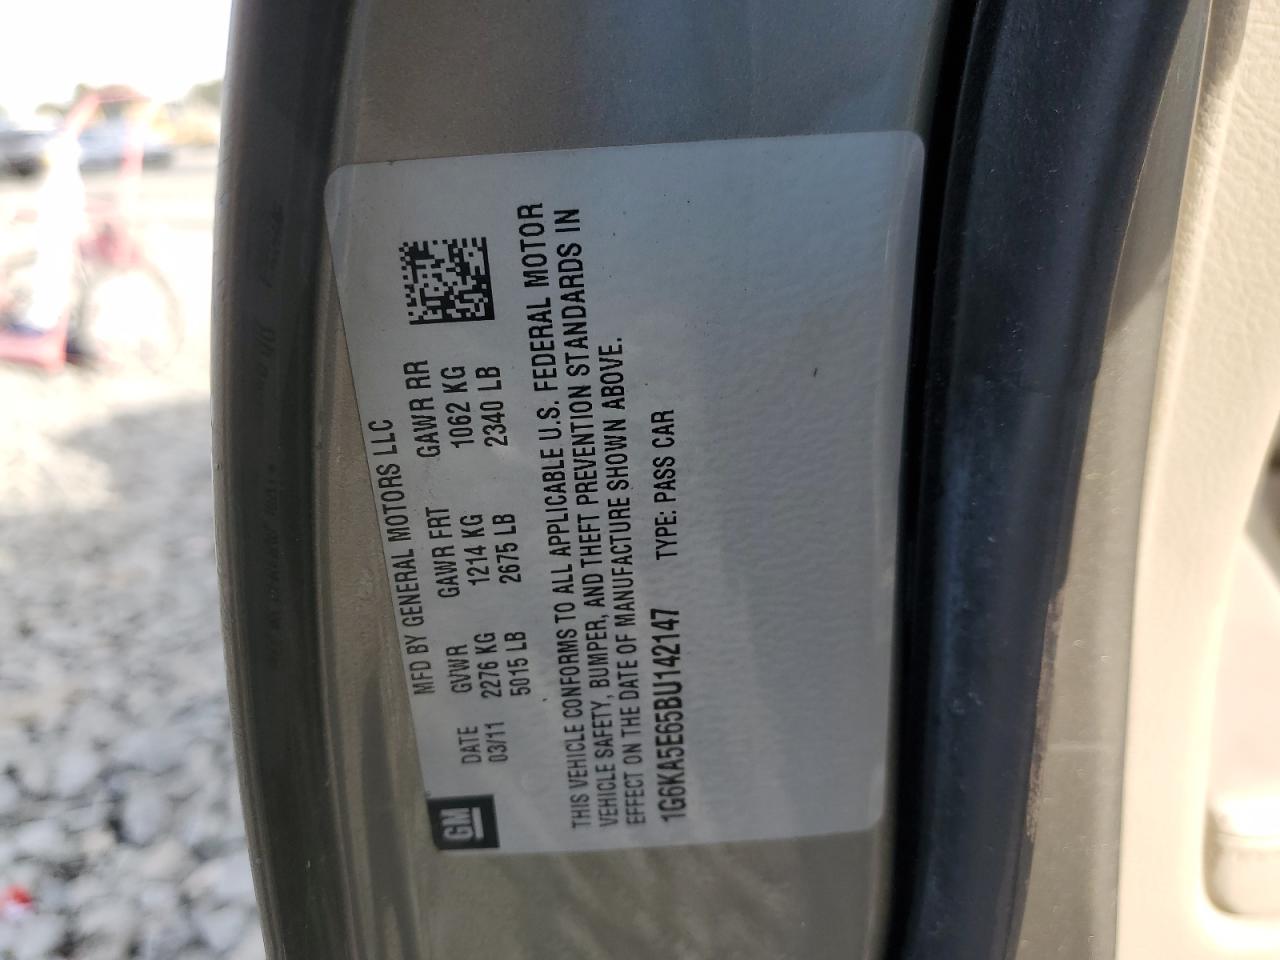 GM
MFD BY GENERAL MOTORS LLC
DATE GVWR GAWR FRT GAWR RR
03/11 2276 KG 1214 KG 1062 KG
5015 LB 2675 LB 2340 LB
THIS VEHICLE CONFORMS TO ALL APPLICABLE U.S. FEDERAL MOTOR
VEHICLE SAFETY, BUMPER, AND THEFT PREVENTION STANDARDS IN
EFFECT ON THE DATE OF MANUFACTURE SHOWN ABOVE.
1G6KA5E65BU142147 TYPE: PASS CAR